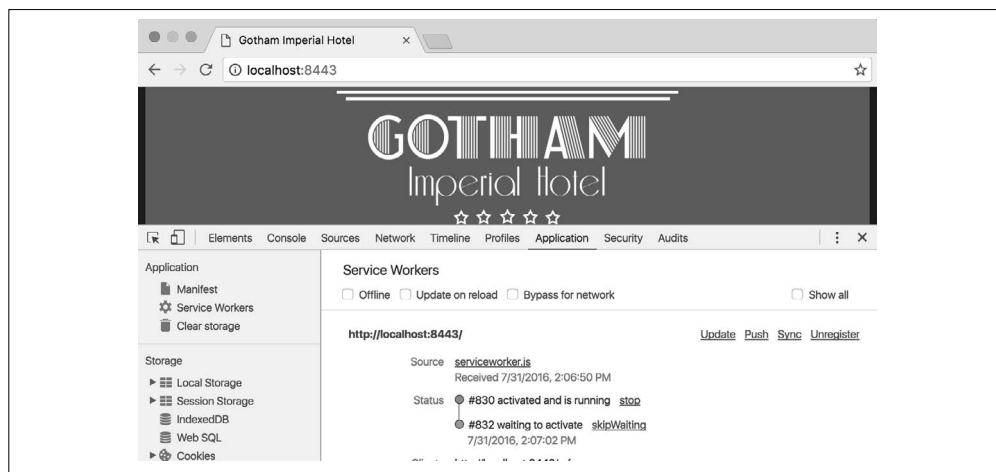 Gotham Imperial Hotel
localhost:8443
GOTHAM
Imperial Hotel
Elements Console Sources Network Timeline Profiles Application Security Audits
Application
Manifest
Service Workers
Clear storage
Storage
Local Storage
Session Storage
IndexedDB
Web SQL
Cookies
Service Workers
Offline Update on reload Bypass for network Show all
http://localhost:8443/ Update Push Sync Unregister
Source serviceworker.js
Received 7/31/2016, 2:06:50 PM
Status #830 activated and is running stop
#832 waiting to activate skipWaiting
7/31/2016, 2:07:02 PM